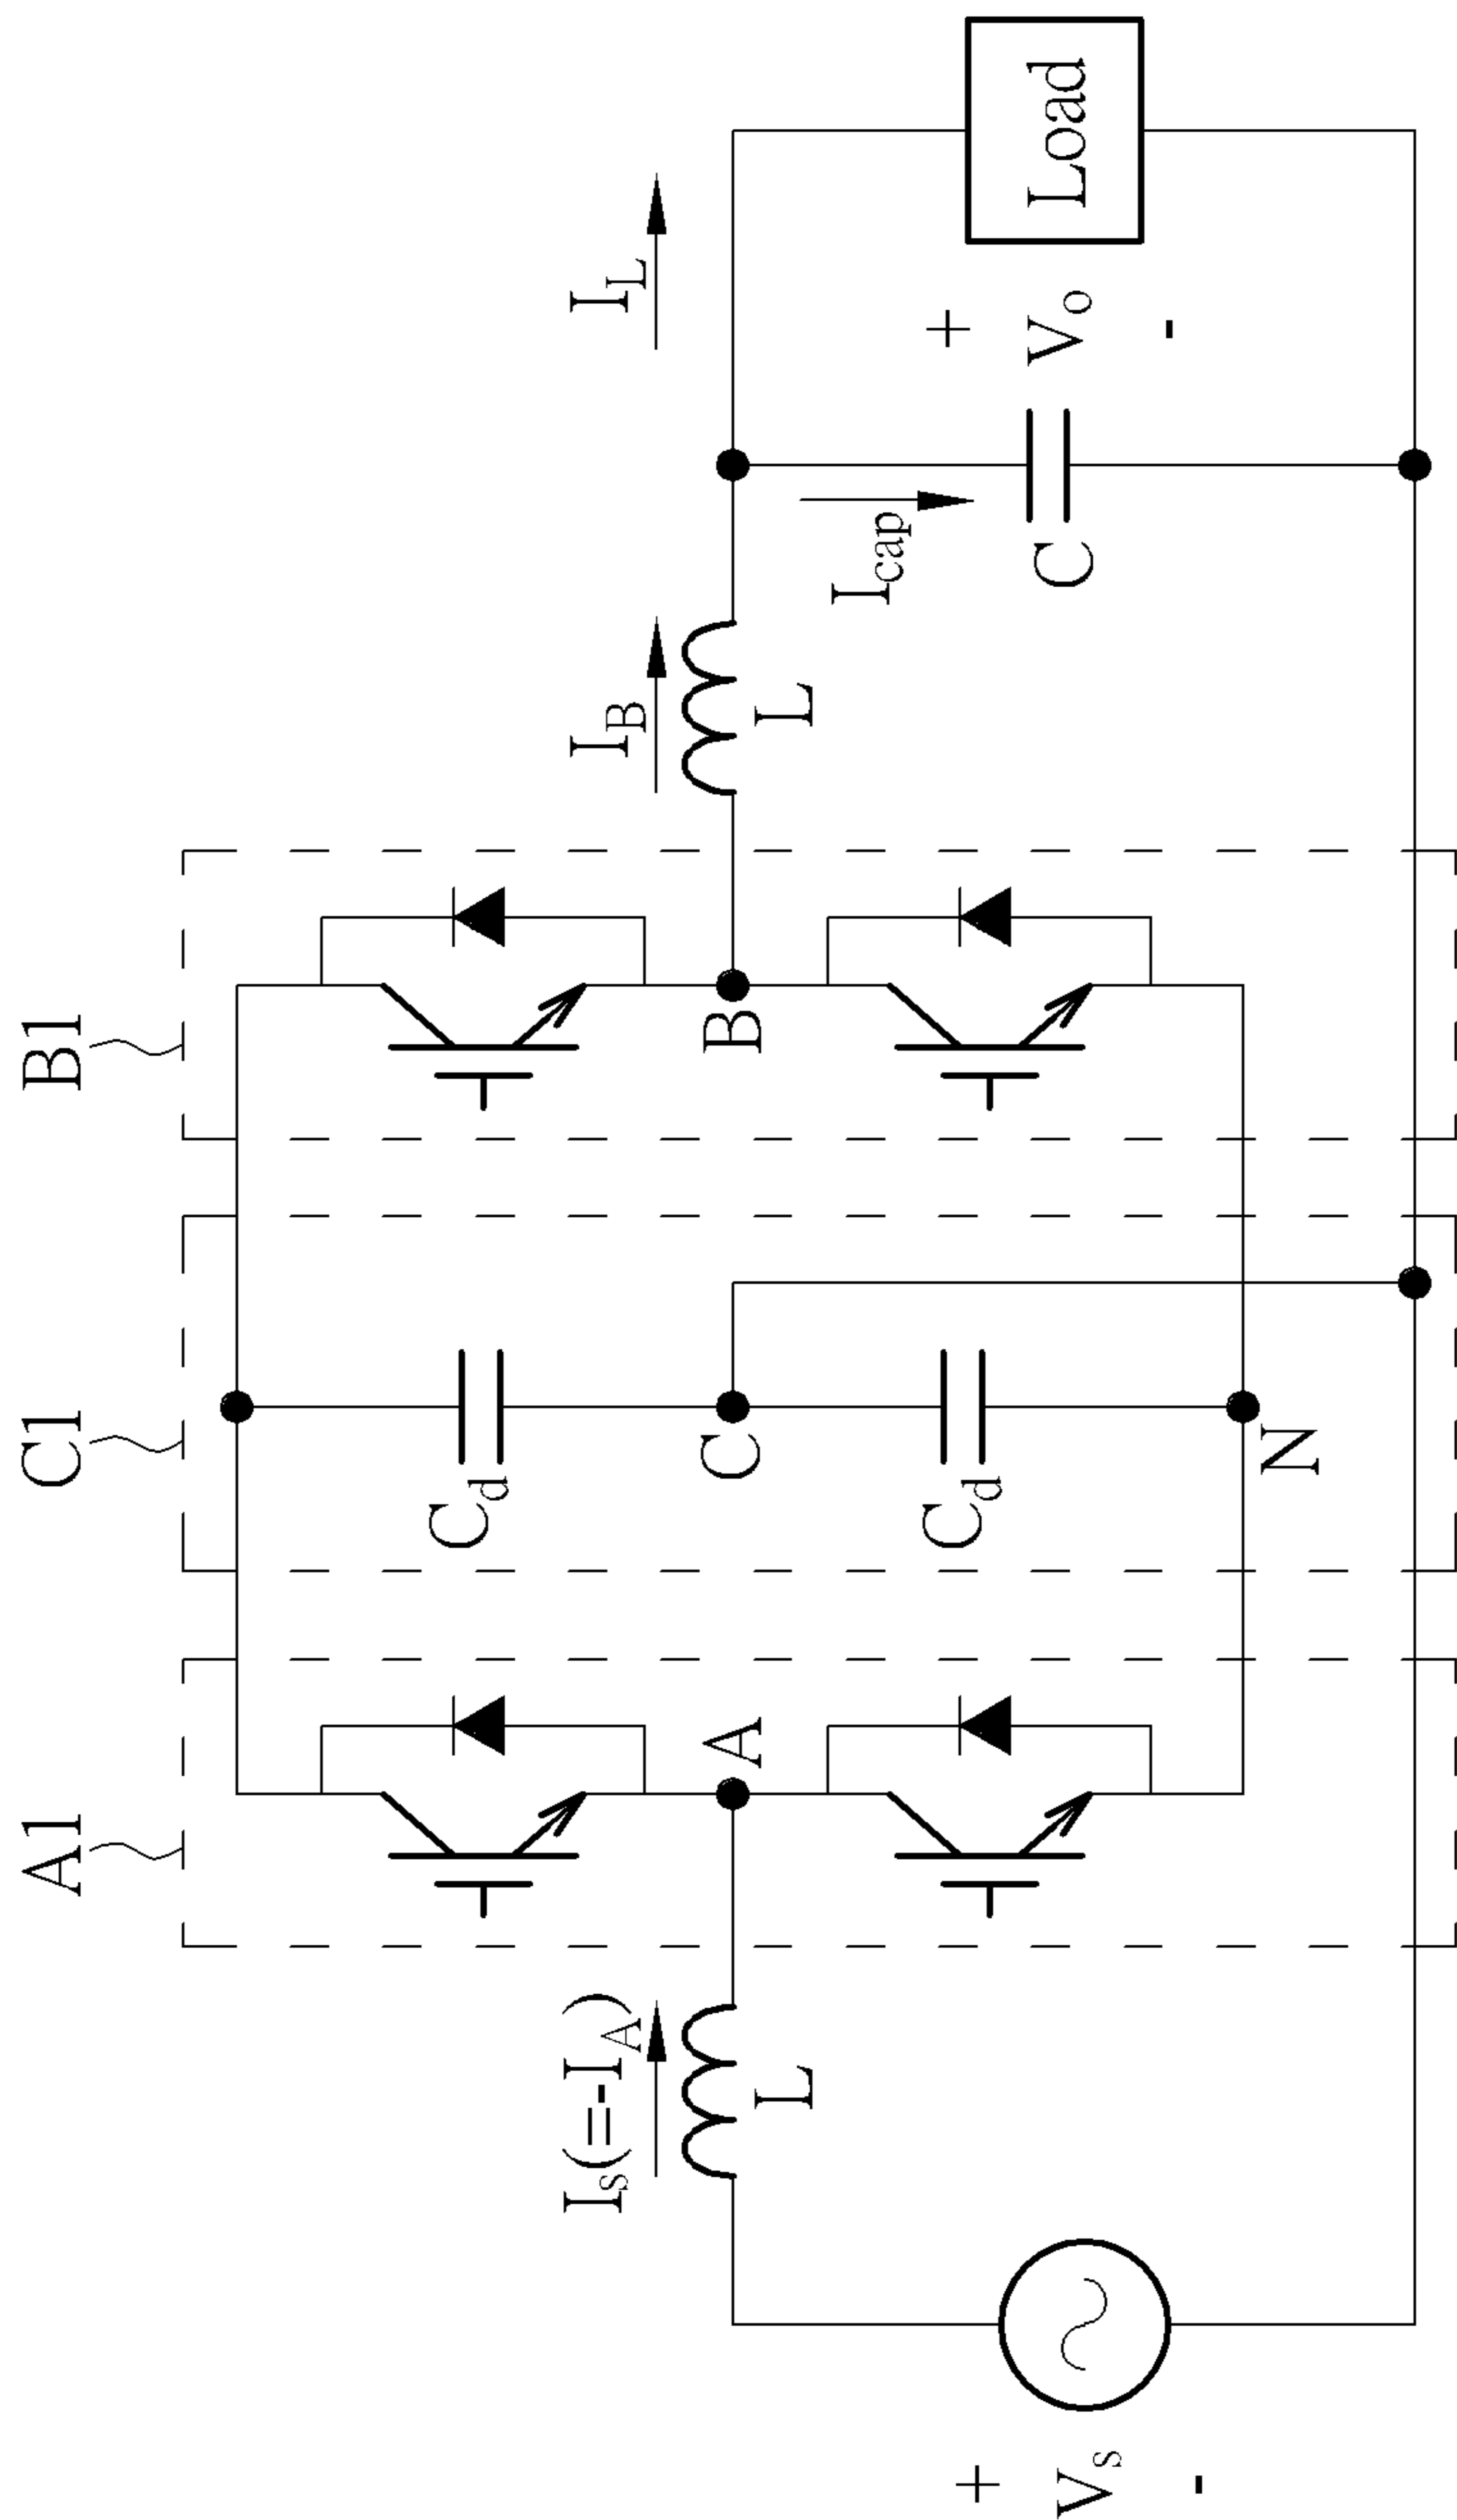 A1
C1
B1
I_s(=-I_A)
I_B
I_L
C_d
A
C
B
L
L
I_cap
+
C_d
+
V_s
C
V_o
Load
-
-
N